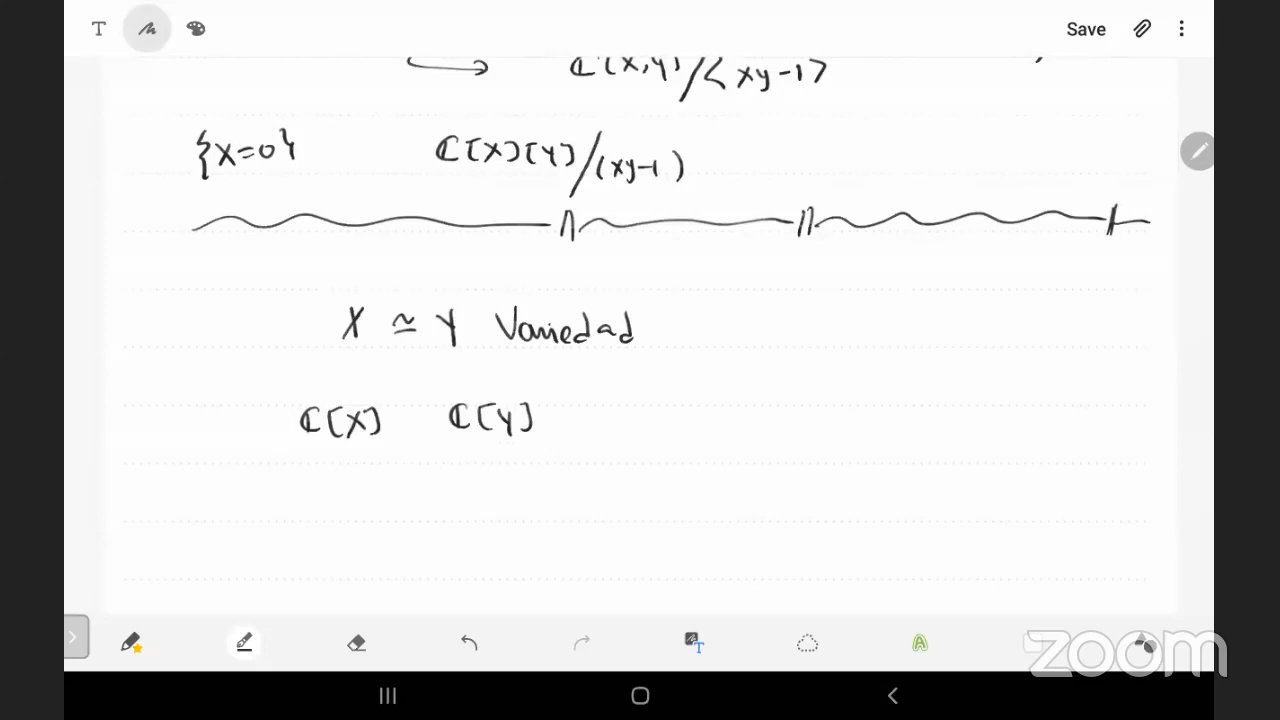 Save
ℂ[x,y]/<xy-1>
{x=0} ℂ[x][y]/(xy-1)
X ≃ Y Variedad
ℂ[X] ℂ[Y]
zoom